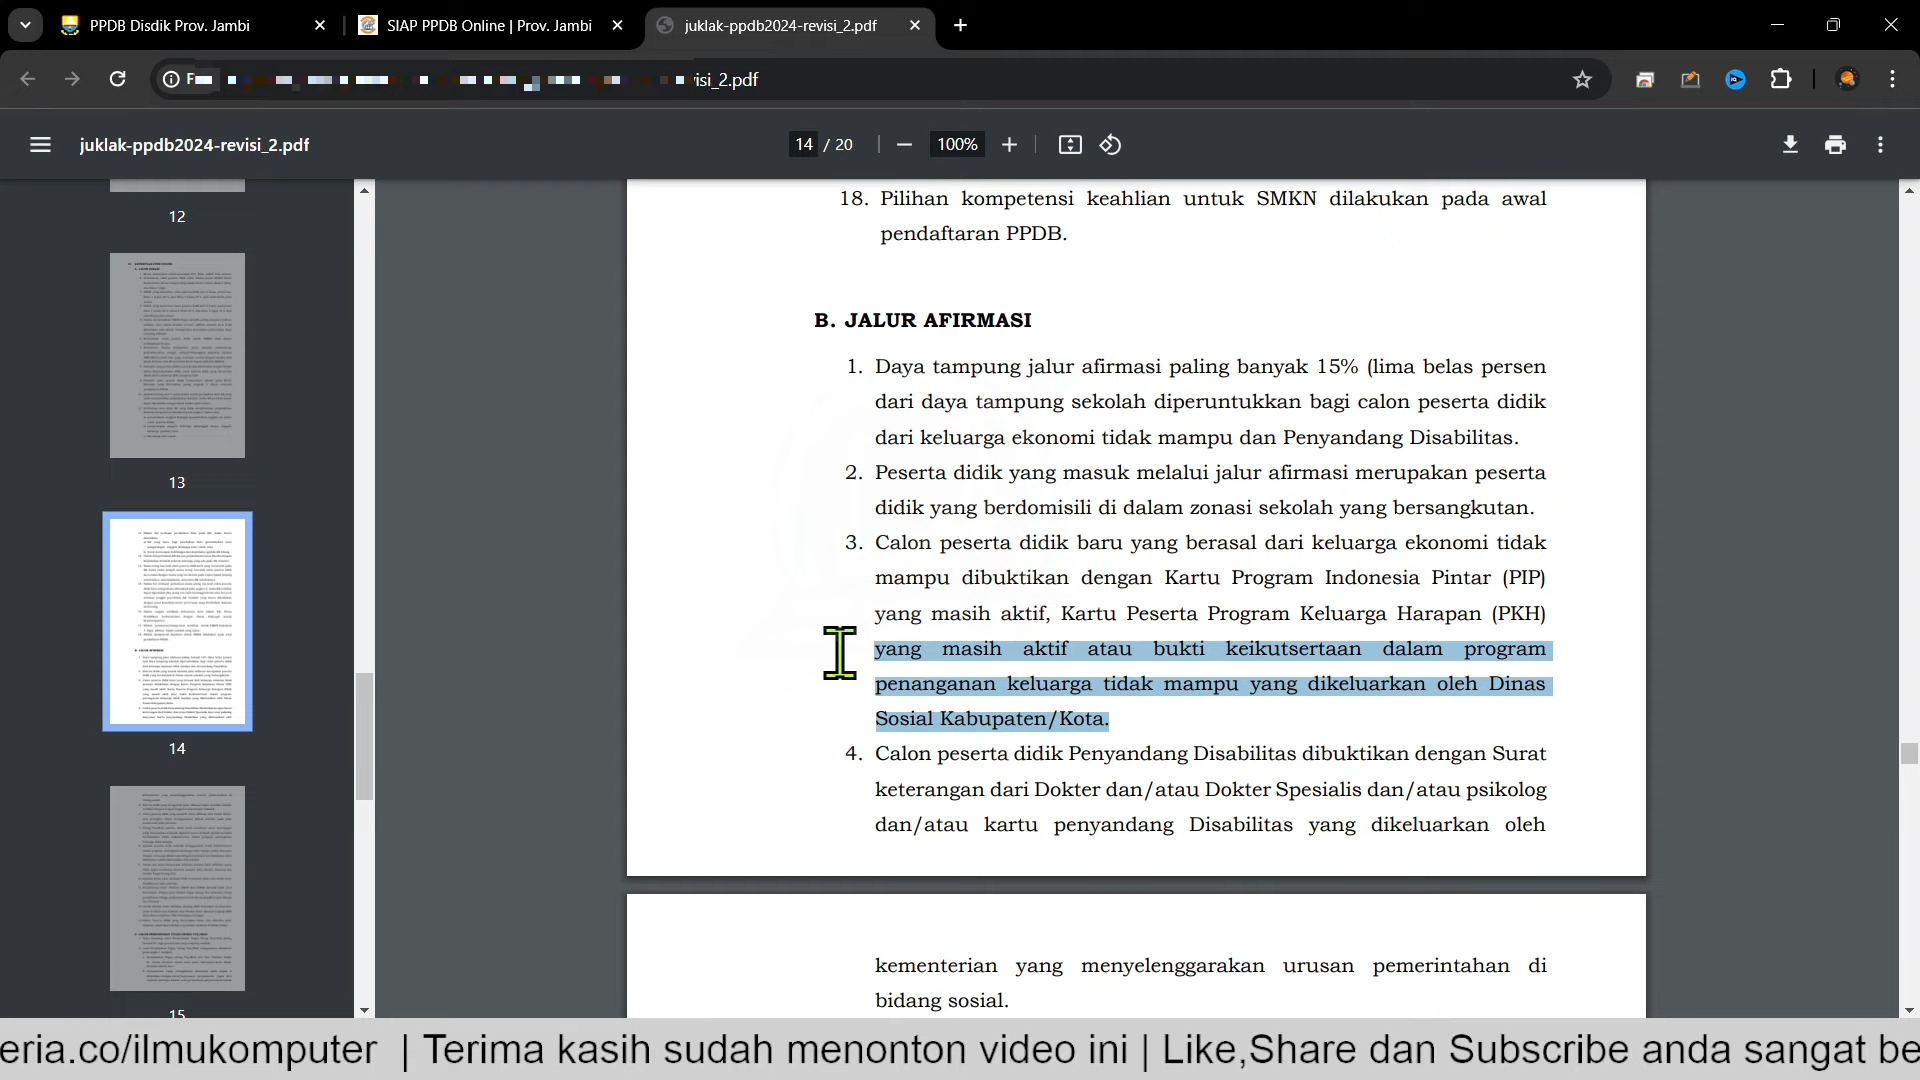 PPDB Disdik Prov. Jambi
SIAP PPDB Online | Prov. Jambi
juklak-ppdb2024-revisi_2.pdf
isi_2.pdf
juklak-ppdb2024-revisi_2.pdf
14 / 20
100%
12
13
14
15
18. Pilihan kompetensi keahlian untuk SMKN dilakukan pada awal
pendaftaran PPDB.
B. JALUR AFIRMASI
1. Daya tampung jalur afirmasi paling banyak 15% (lima belas persen
dari daya tampung sekolah diperuntukkan bagi calon peserta didik
dari keluarga ekonomi tidak mampu dan Penyandang Disabilitas.
2. Peserta didik yang masuk melalui jalur afirmasi merupakan peserta
didik yang berdomisili di dalam zonasi sekolah yang bersangkutan.
3. Calon peserta didik baru yang berasal dari keluarga ekonomi tidak
mampu dibuktikan dengan Kartu Program Indonesia Pintar (PIP)
yang masih aktif, Kartu Peserta Program Keluarga Harapan (PKH)
yang masih aktif atau bukti keikutsertaan dalam program
penanganan keluarga tidak mampu yang dikeluarkan oleh Dinas
Sosial Kabupaten/Kota.
4. Calon peserta didik Penyandang Disabilitas dibuktikan dengan Surat
keterangan dari Dokter dan/atau Dokter Spesialis dan/atau psikolog
dan/atau kartu penyandang Disabilitas yang dikeluarkan oleh
kementerian yang menyelenggarakan urusan pemerintahan di
bidang sosial.
eria.co/ilmukomputer | Terima kasih sudah menonton video ini | Like,Share dan Subscribe anda sangat be